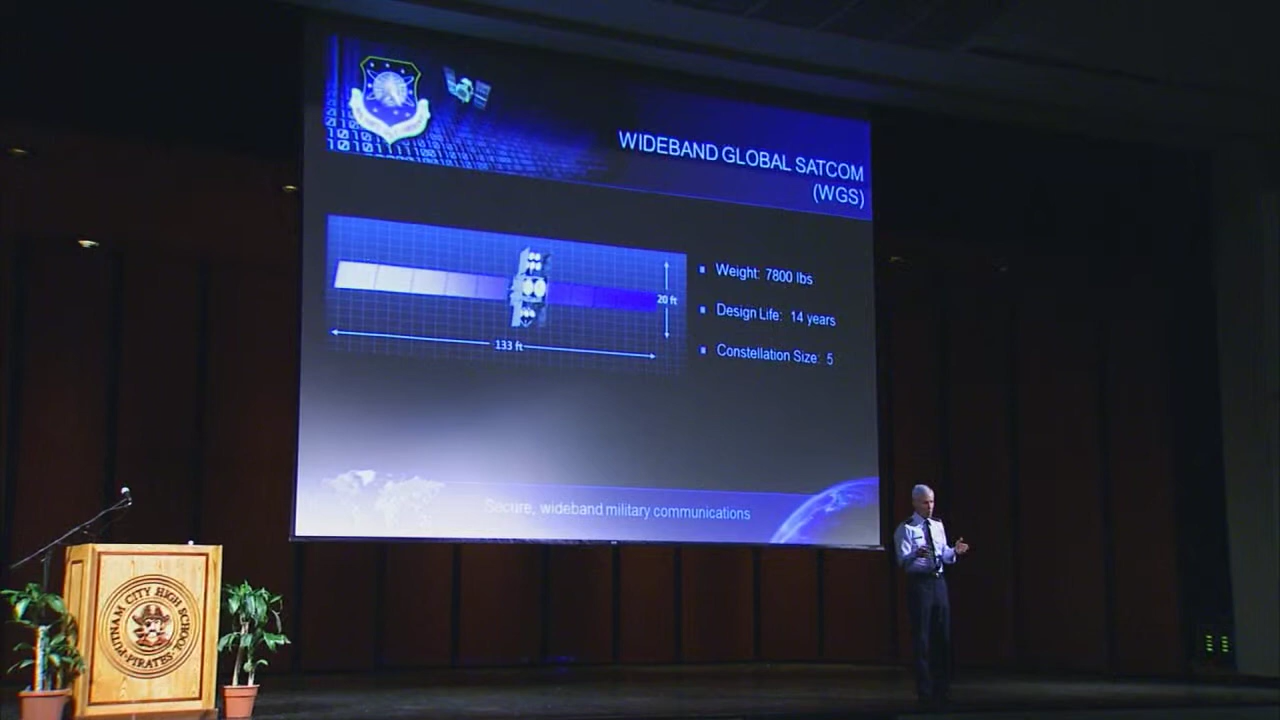 WIDEBAND GLOBAL SATCOM
(WGS)
20 ft
133 ft
Weight: 7800 lbs
Design Life: 14 years
Constellation Size: 5
Secure, wideband military communications
PUTNAM CITY HIGH SCHOOL
·PIRATES·